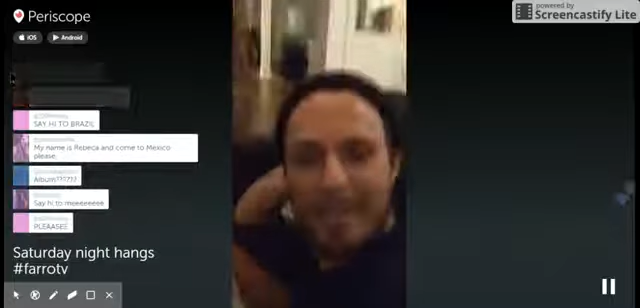 powered by
Screencastify Lite
Periscope
iOS
Android
SAY HI TO BRAZIL
My name is Rebeca and come to Mexico
please
Album??????
Say hi to meeeeeeee
PLEAASEE
Saturday night hangs
#farrotv